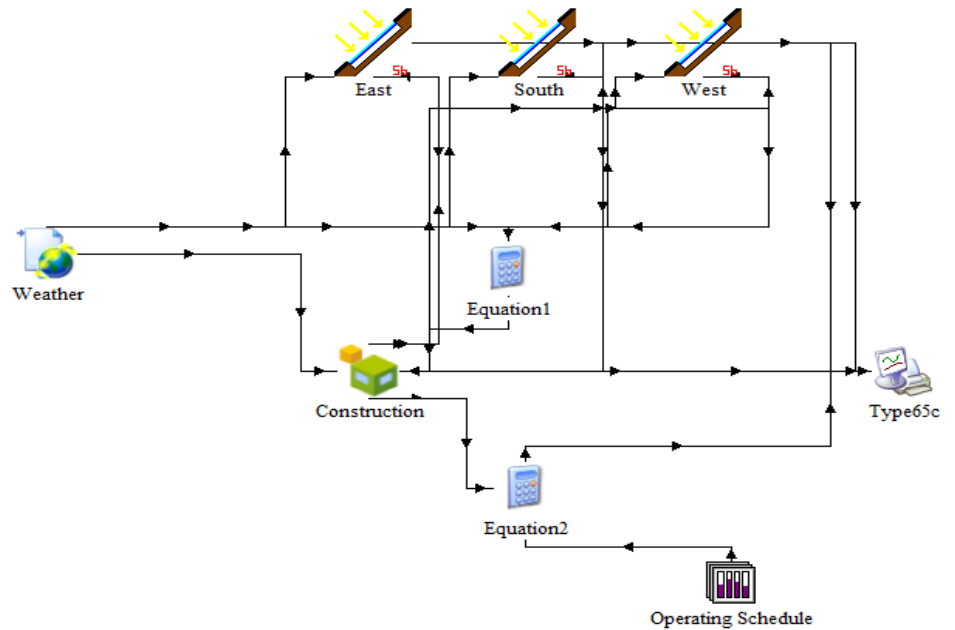 5b
5b
5b
East
South
West
Weather
Equation1
Construction
Type65c
Equation2
Operating Schedule